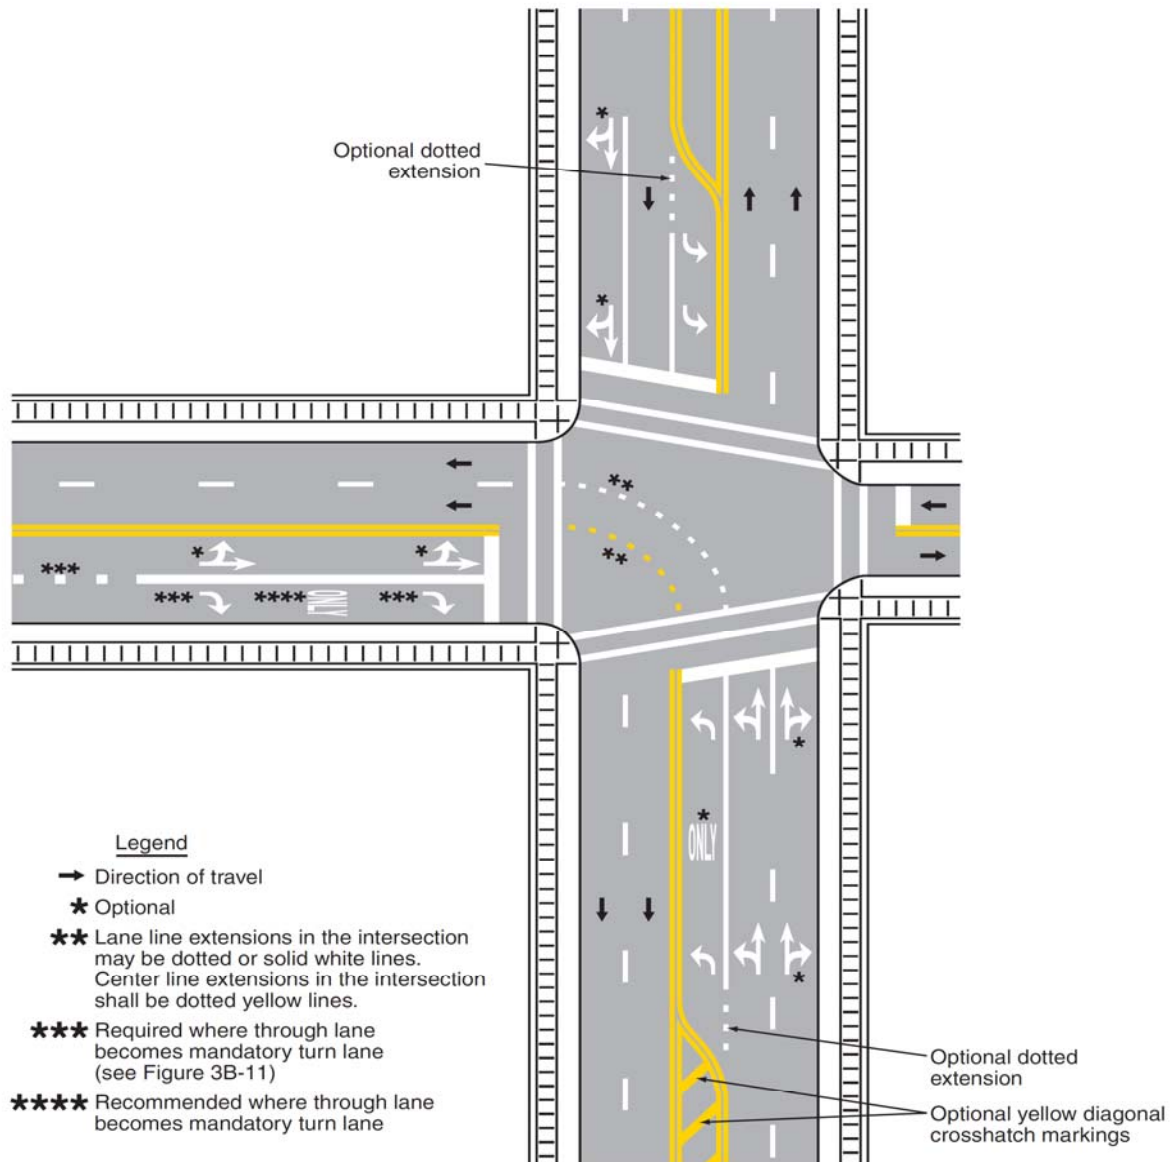 Optional dotted
extension
*
*
**
**
***
*
*
***
****
ONLY
***
*
*
ONLY
*
Legend
Direction of travel
* Optional
** Lane line extensions in the intersection
may be dotted or solid white lines.
Center line extensions in the intersection
shall be dotted yellow lines.
*** Required where through lane
becomes mandatory turn lane
(see Figure 3B-11)
**** Recommended where through lane
becomes mandatory turn lane
Optional dotted
extension
Optional yellow diagonal
crosshatch markings